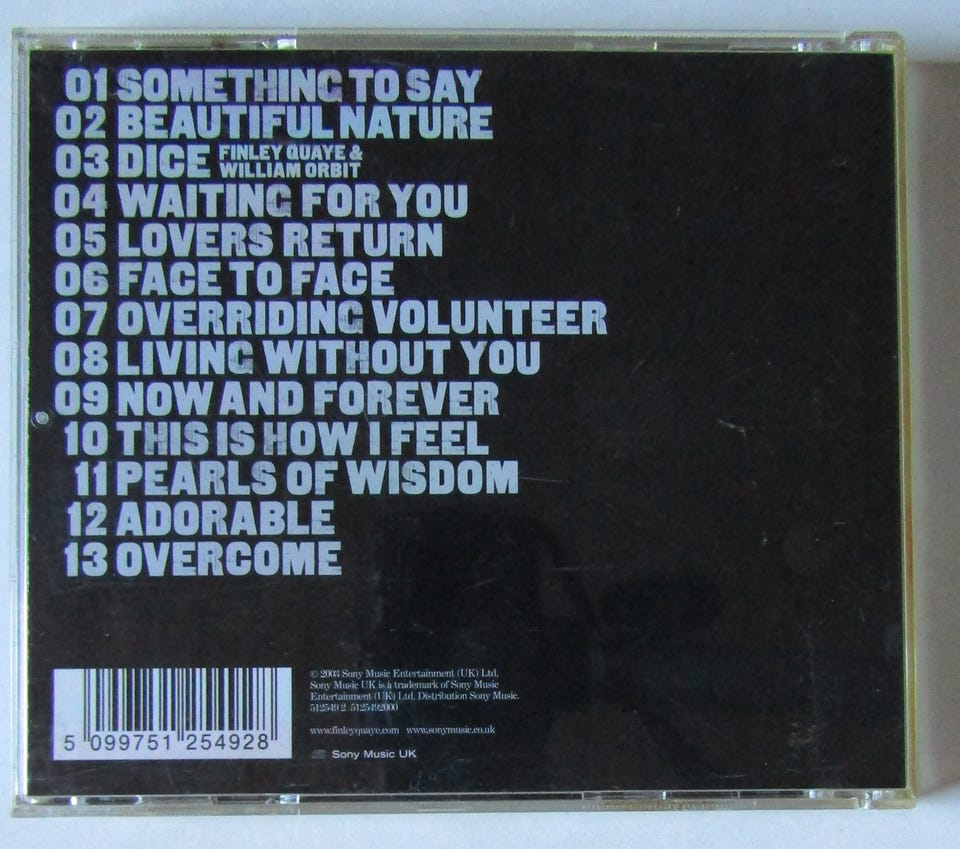 01 SOMETHING TO SAY
02 BEAUTIFUL NATURE
03 DICE FINLEY QUAYE & WILLIAM ORBIT
04 WAITING FOR YOU
05 LOVERS RETURN
06 FACE TO FACE
07 OVERRIDING VOLUNTEER
08 LIVING WITHOUT YOU
09 NOW AND FOREVER
10 THIS IS HOW I FEEL
11 PEARLS OF WISDOM
12 ADORABLE
13 OVERCOME
© 2003 Sony Music Entertainment (UK) Ltd.
Sony Music UK is a trademark of Sony Music
Entertainment (UK) Ltd. Distribution Sony Music.
512549 2 5125492000
www.finleyquaye.com www.sonymusic.co.uk
Sony Music UK
5 099751 254928